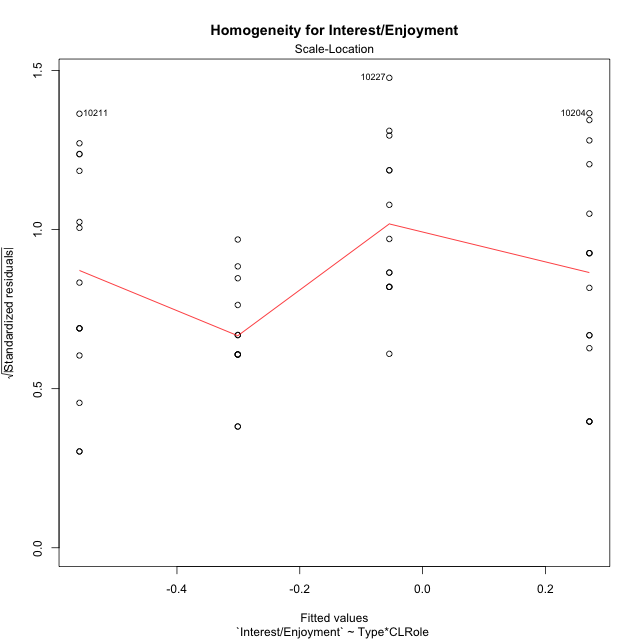 Homogeneity for Interest/Enjoyment
Scale-Location
1.5
1.0
0.5
0.0
√|Standardized residuals|
10227
10211
10204
-0.4
-0.2
0.0
0.2
Fitted values
`Interest/Enjoyment` ~ Type*CLRole